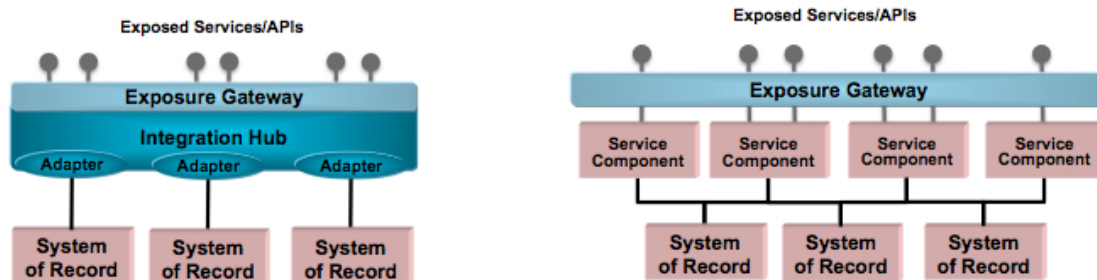 Exposed Services/APIs
Exposure Gateway
Integration Hub
Adapter
Adapter
Adapter
System
of Record
System
of Record
System
of Record
Exposed Services/APIs
Exposure Gateway
Service
Component
Service
Component
Service
Component
Service
Component
System
of Record
System
of Record
System
of Record